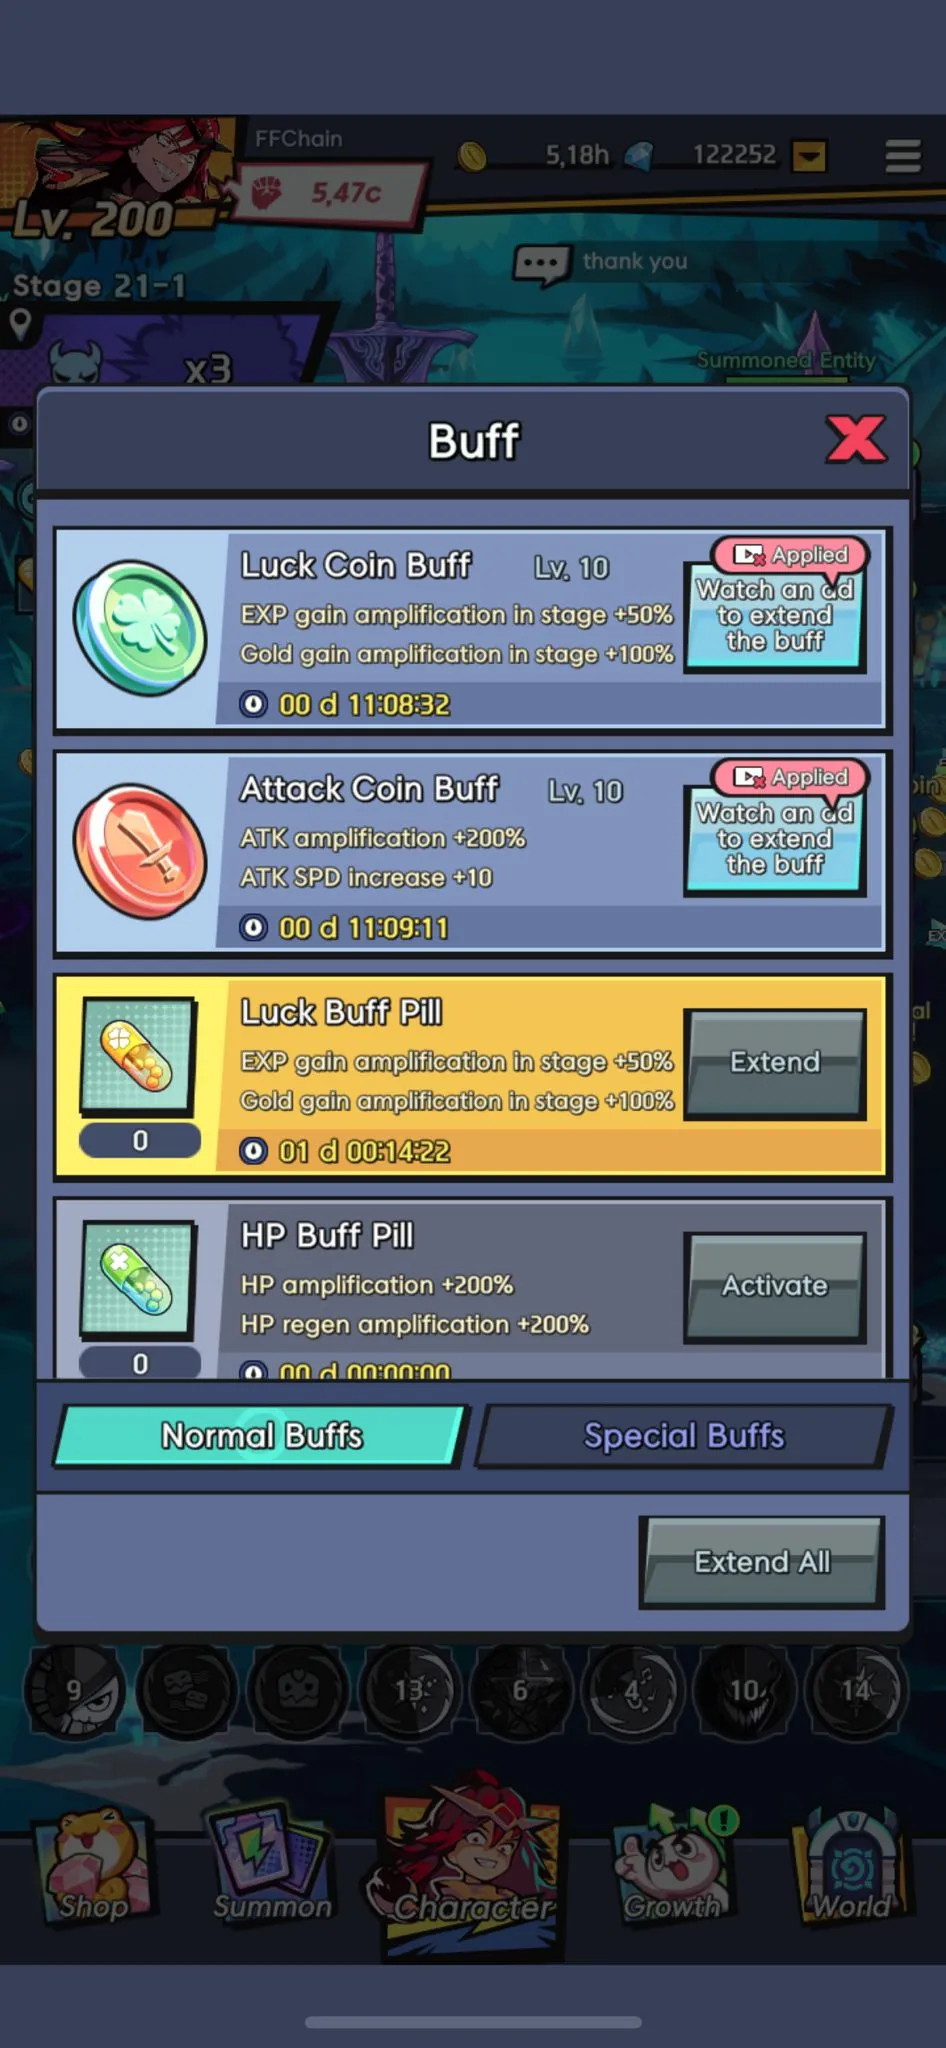 FFChain
5,18h
122252
5,47c
Lv. 200
thank you
Stage 21-1
x3
Summoned Entity
Buff
Luck Coin Buff
Lv. 10
Applied
Watch an ad
to extend
the buff
EXP gain amplification in stage +50%
Gold gain amplification in stage +100%
00 d 11:08:32
Attack Coin Buff
Lv. 10
Applied
Watch an ad
to extend
the buff
ATK amplification +200%
ATK SPD increase +10
00 d 11:09:11
Luck Buff Pill
EXP gain amplification in stage +50%
Gold gain amplification in stage +100%
Extend
0
01 d 00:14:22
HP Buff Pill
HP amplification +200%
HP regen amplification +200%
Activate
0
00 d 00:00:00
Normal Buffs
Special Buffs
Extend All
9
13
6
4
10
14
Shop
Summon
Character
Growth
World